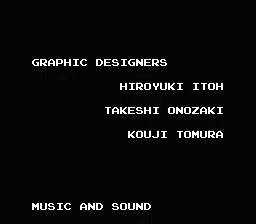 GRAPHIC DESIGNERS
HIROYUKI ITOH
TAKESHI ONOZAKI
KOUJI TOMURA
MUSIC AND SOUND